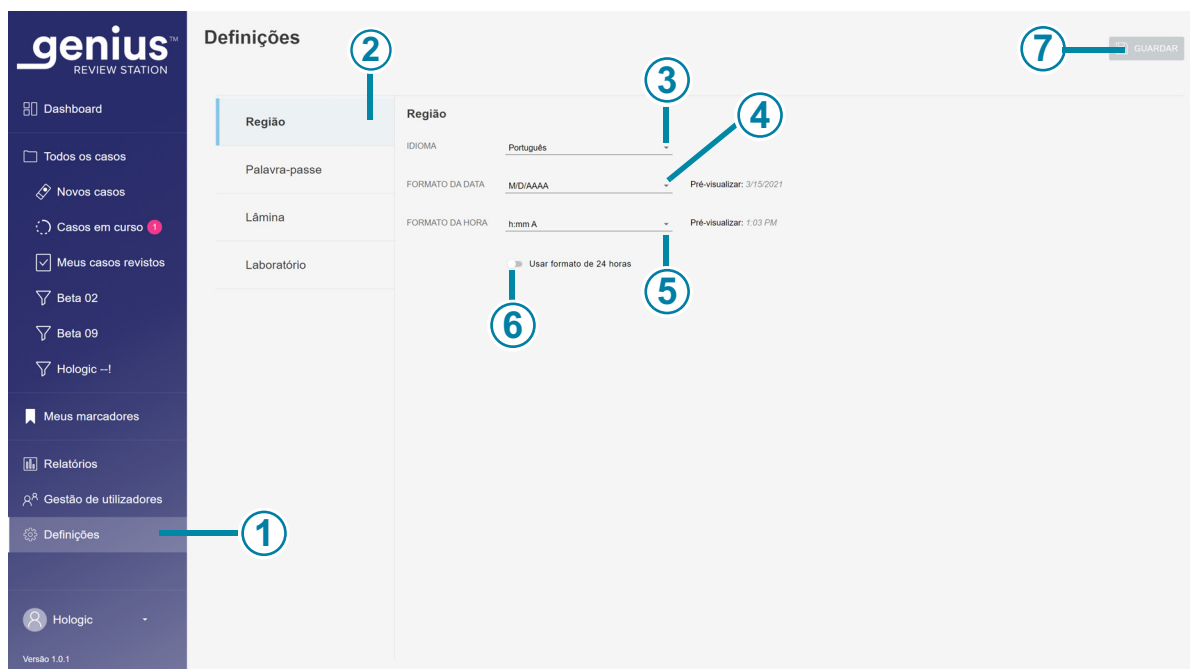 genius™
REVIEW STATION
Dashboard
Todos os casos
Novos casos
Casos em curso 1
Meus casos revistos
Beta 02
Beta 09
Hologic --!
Meus marcadores
Relatórios
Gestão de utilizadores
Definições
Hologic
Versão 1.0.1
Definições
GUARDAR
Região
Palavra-passe
Lâmina
Laboratório
Região
IDIOMA Português
FORMATO DA DATA M/D/AAAA Pré-visualizar: 3/15/2021
FORMATO DA HORA h:mm A Pré-visualizar: 1:03 PM
Usar formato de 24 horas
1
2
3
4
5
6
7